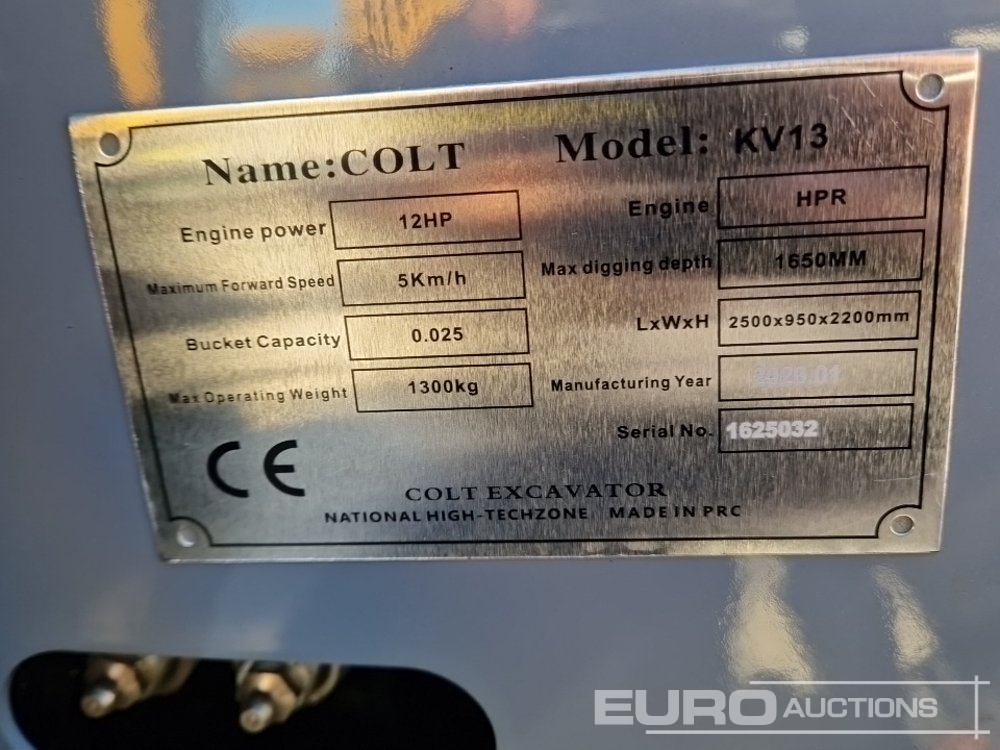 Name:COLT Model: KV13
Engine power 12HP Engine HPR
Maximum Forward Speed 5Km/h Max digging depth 1650MM
Bucket Capacity 0.025 LxWxH 2500x950x2200mm
Max Operating Weight 1300kg Manufacturing Year
Serial No. 1625032
CE
COLT EXCAVATOR
NATIONAL HIGH-TECHZONE MADE IN PRC
EURO AUCTIONS